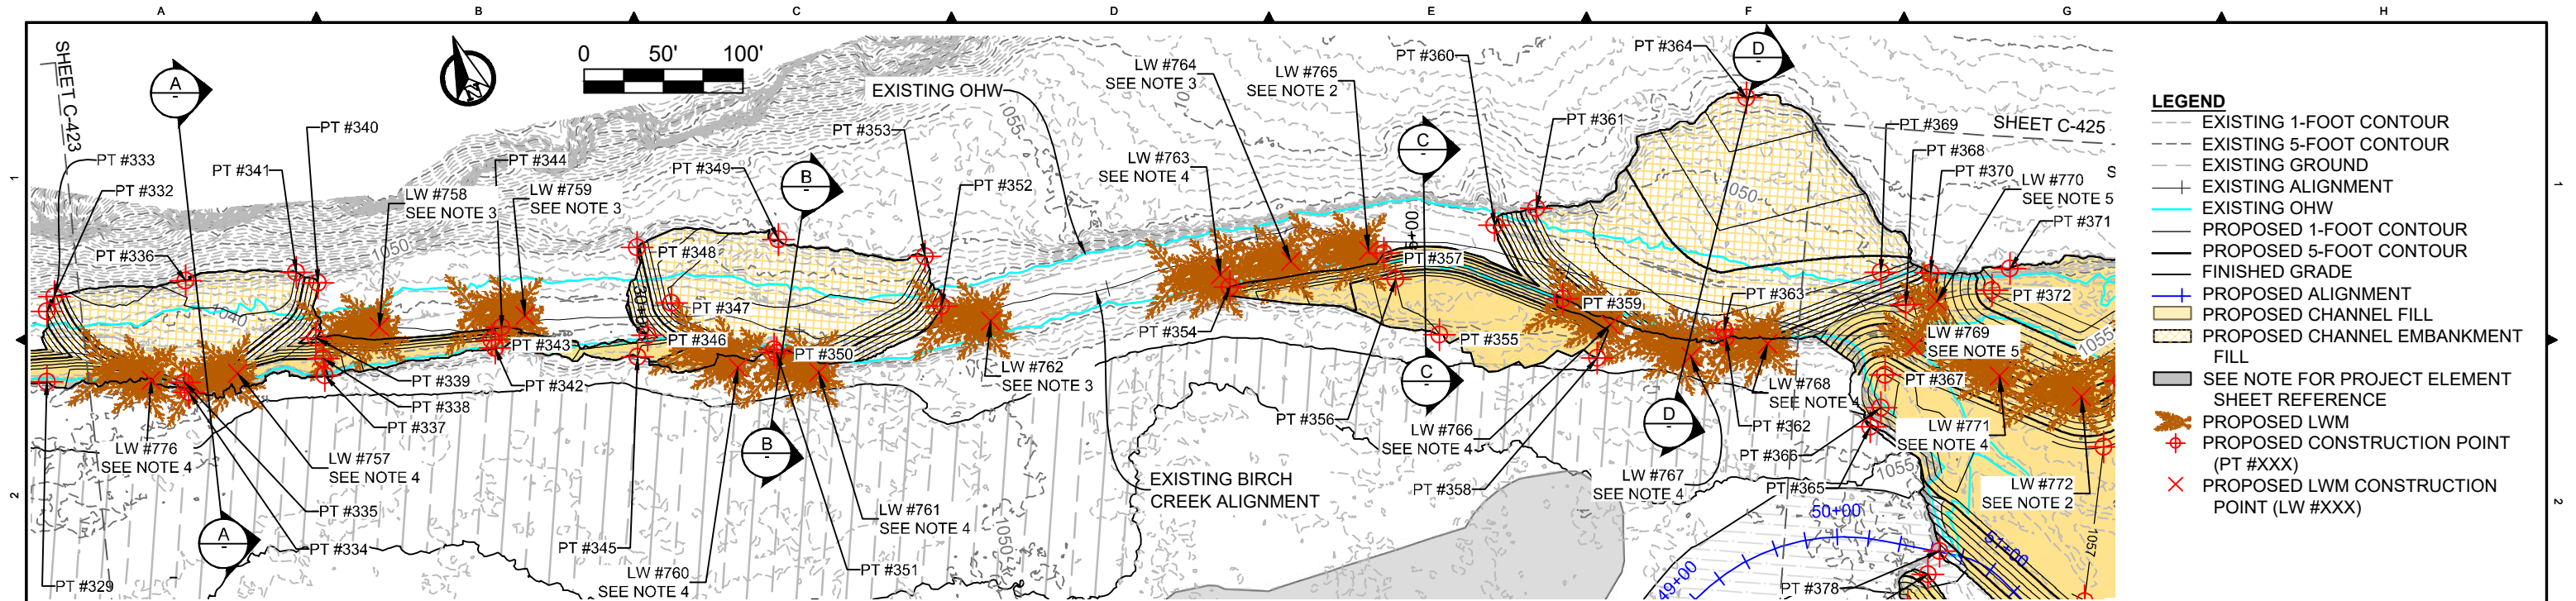 A B C D E F G H
1
2
1
2
SHEET C-423
0 50' 100'
N
A
-
PT #333
PT #332
PT #336
PT #341
PT #340
LW #758
SEE NOTE 3
PT #344
LW #759
SEE NOTE 3
PT #349
B
-
PT #353
EXISTING OHW
PT #352
1055
LW #764
SEE NOTE 3
LW #763
SEE NOTE 4
LW #765
SEE NOTE 2
PT #360
C
-
PT #361
PT #364
D
-
PT #369
SHEET C-425
PT #368
PT #370
LW #770
SEE NOTE 5
S
PT #371
PT #372
1050
1040
1050
PT #348
PT #347
PT #346
PT #343
PT #350
PT #342
PT #339
PT #338
PT #337
LW #776
SEE NOTE 4
LW #757
SEE NOTE 4
PT #335
PT #334
A
-
PT #329
PT #345
LW #760
SEE NOTE 4
B
-
PT #351
LW #761
SEE NOTE 4
LW #762
SEE NOTE 3
1050
PT #354
PT #357
PT #355
PT #356
C
-
EXISTING BIRCH
CREEK ALIGNMENT
PT #359
PT #363
LW #766
SEE NOTE 4
PT #358
D
-
LW #767
SEE NOTE 4
LW #768
SEE NOTE 4
PT #362
PT #366
PT #365
PT #367
LW #769
SEE NOTE 5
LW #771
SEE NOTE 4
LW #772
SEE NOTE 2
1055
1055
1057
49+00
50+00
51+00
PT #378
LEGEND
EXISTING 1-FOOT CONTOUR
EXISTING 5-FOOT CONTOUR
EXISTING GROUND
EXISTING ALIGNMENT
EXISTING OHW
PROPOSED 1-FOOT CONTOUR
PROPOSED 5-FOOT CONTOUR
FINISHED GRADE
PROPOSED ALIGNMENT
PROPOSED CHANNEL FILL
PROPOSED CHANNEL EMBANKMENT
FILL
SEE NOTE FOR PROJECT ELEMENT
SHEET REFERENCE
PROPOSED LWM
PROPOSED CONSTRUCTION POINT
(PT #XXX)
PROPOSED LWM CONSTRUCTION
POINT (LW #XXX)